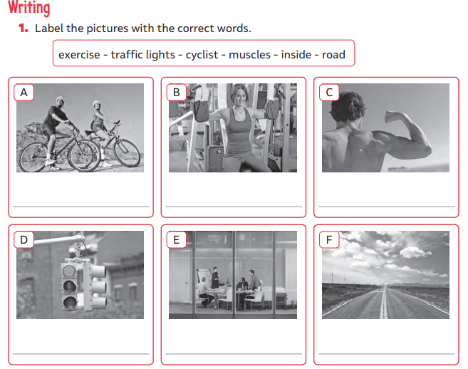 Writing
1. Label the pictures with the correct words.
exercise - traffic lights - cyclist - muscles - inside - road
A
B
C
D
E
F